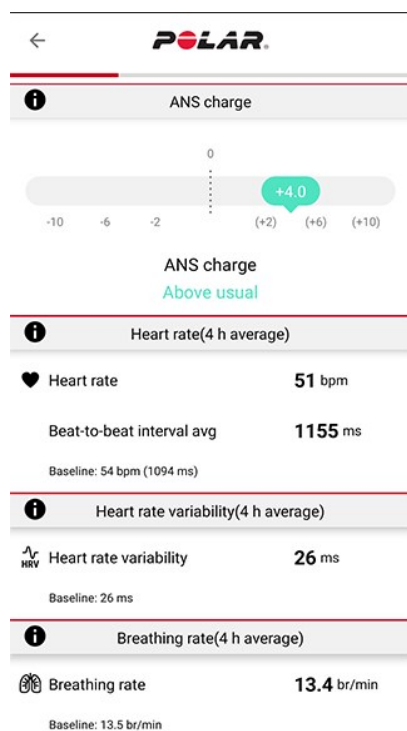 POLAR.
ANS charge
0
+4.0
-10 -6 -2 (+2) (+6) (+10)
ANS charge
Above usual
Heart rate(4 h average)
Heart rate 51 bpm
Beat-to-beat interval avg 1155 ms
Baseline: 54 bpm (1094 ms)
Heart rate variability(4 h average)
HRV Heart rate variability 26 ms
Baseline: 26 ms
Breathing rate(4 h average)
Breathing rate 13.4 br/min
Baseline: 13.5 br/min